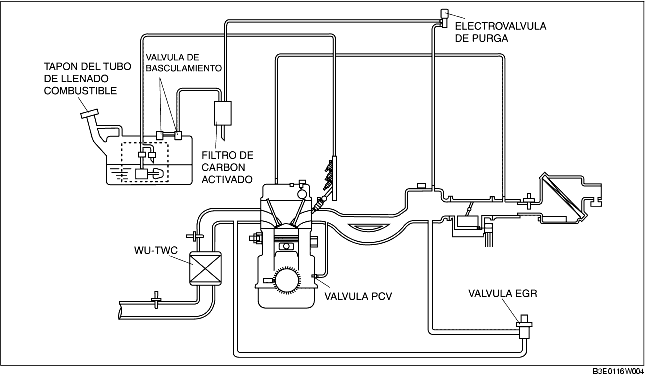 ELECTROVALVULA
DE PURGA
VALVULA DE
BASCULAMIENTO
TAPON DEL TUBO
DE LLENADO
COMBUSTIBLE
FILTRO DE
CARBON
ACTIVADO
WU-TWC
VALVULA PCV
VALVULA EGR
B3E0116W004